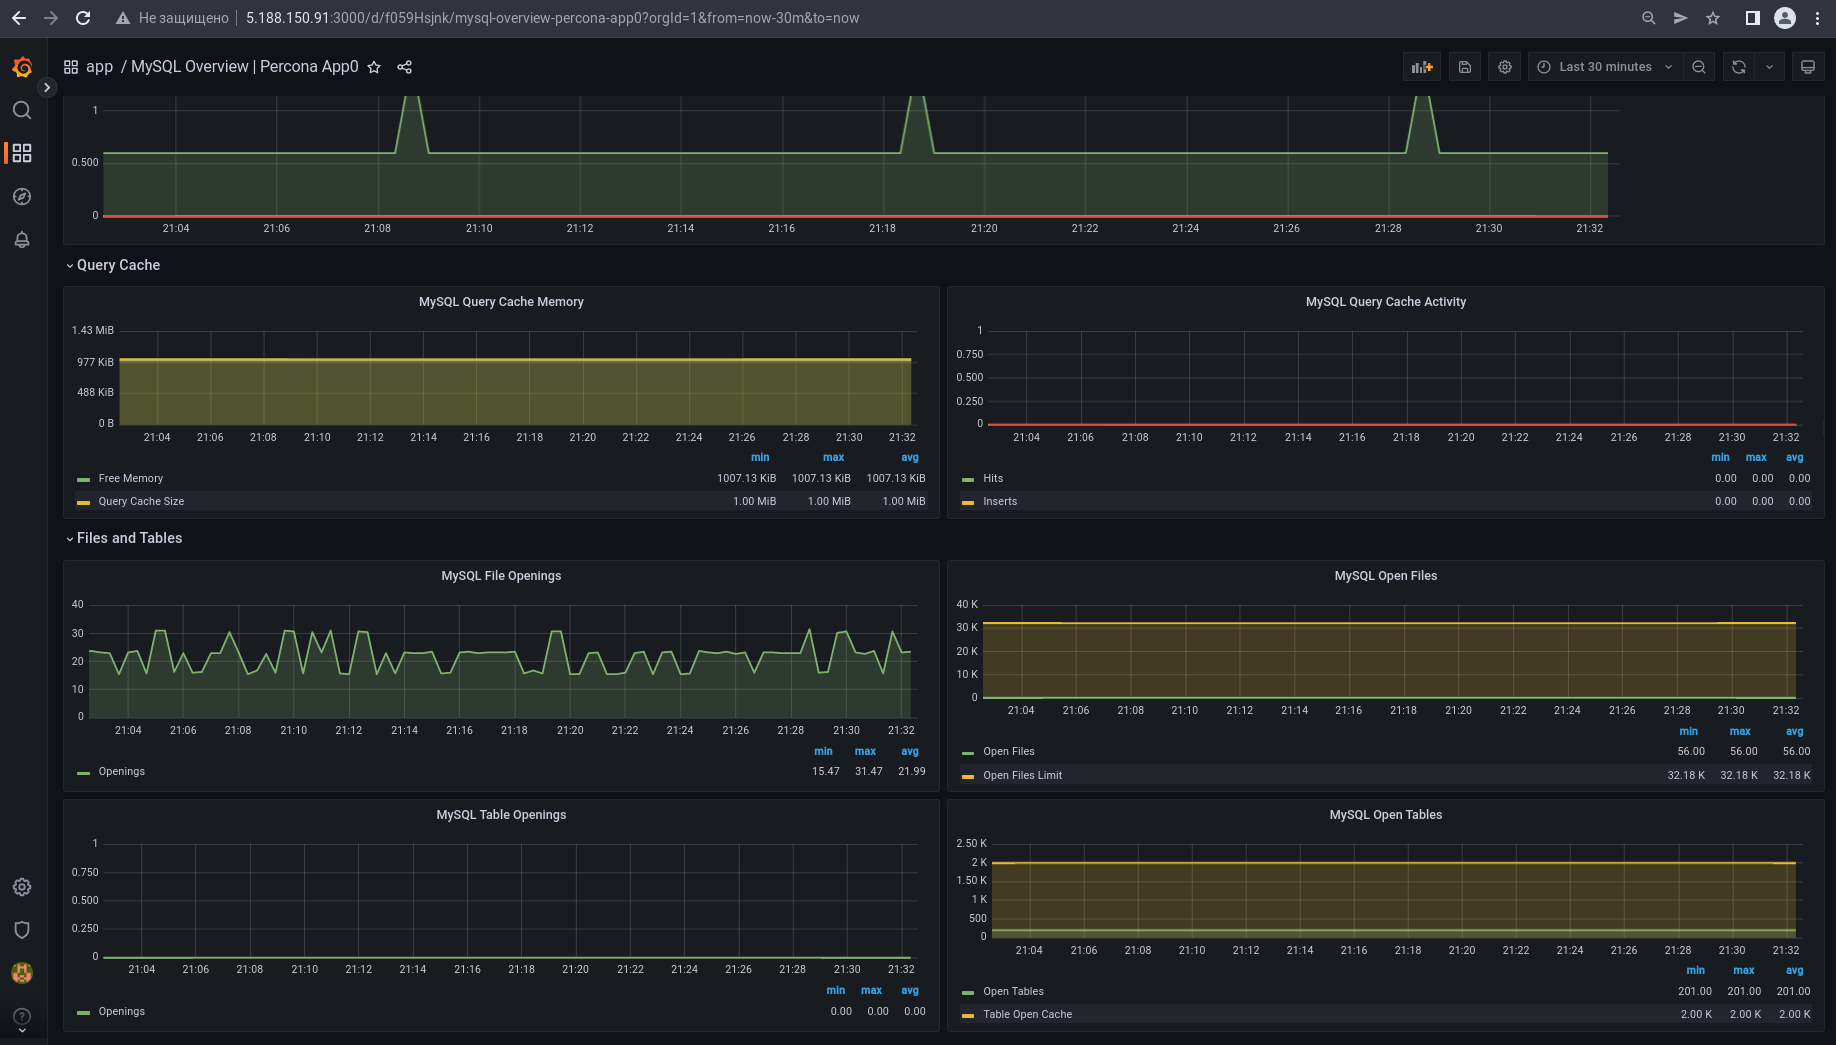 Не защищено
5.188.150.91:3000/d/f059Hsjnk/mysql-overview-percona-app0?orgId=1&from=now-30m&to=now
app / MySQL Overview | Percona App0
Last 30 minutes
1
0.500
0
21:04 21:06 21:08 21:10 21:12 21:14 21:16 21:18 21:20 21:22 21:24 21:26 21:28 21:30 21:32
Query Cache
MySQL Query Cache Memory
1.43 MiB
977 KiB
488 KiB
0 B
21:04 21:06 21:08 21:10 21:12 21:14 21:16 21:18 21:20 21:22 21:24 21:26 21:28 21:30 21:32
min max avg
Free Memory 1007.13 KiB 1007.13 KiB 1007.13 KiB
Query Cache Size 1.00 MiB 1.00 MiB 1.00 MiB
MySQL Query Cache Activity
1
0.750
0.500
0.250
0
21:04 21:06 21:08 21:10 21:12 21:14 21:16 21:18 21:20 21:22 21:24 21:26 21:28 21:30 21:32
min max avg
Hits 0.00 0.00 0.00
Inserts 0.00 0.00 0.00
Files and Tables
MySQL File Openings
40
30
20
10
0
21:04 21:06 21:08 21:10 21:12 21:14 21:16 21:18 21:20 21:22 21:24 21:26 21:28 21:30 21:32
min max avg
Openings 15.47 31.47 21.99
MySQL Open Files
40 K
30 K
20 K
10 K
0
21:04 21:06 21:08 21:10 21:12 21:14 21:16 21:18 21:20 21:22 21:24 21:26 21:28 21:30 21:32
min max avg
Open Files 56.00 56.00 56.00
Open Files Limit 32.18 K 32.18 K 32.18 K
MySQL Table Openings
1
0.750
0.500
0.250
0
21:04 21:06 21:08 21:10 21:12 21:14 21:16 21:18 21:20 21:22 21:24 21:26 21:28 21:30 21:32
min max avg
Openings 0.00 0.00 0.00
MySQL Open Tables
2.50 K
2 K
1.50 K
1 K
500
0
21:04 21:06 21:08 21:10 21:12 21:14 21:16 21:18 21:20 21:22 21:24 21:26 21:28 21:30 21:32
min max avg
Open Tables 201.00 201.00 201.00
Table Open Cache 2.00 K 2.00 K 2.00 K